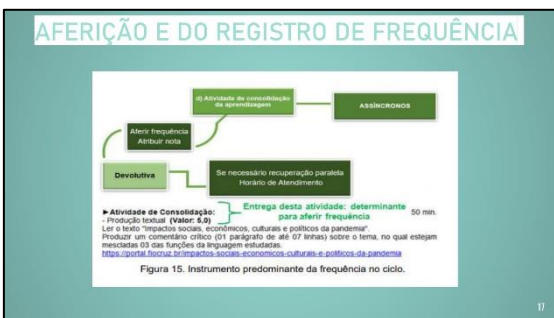 AFERIÇÃO E DO REGISTRO DE FREQUÊNCIA
d) Atividade de consolidação
da aprendizagem
ASSÍNCRONOS
Aferir frequência
Atribuir nota
Devolutiva
Se necessário recuperação paralela
Horário de Atendimento
►Atividade de Consolidação:
- Produção textual (Valor: 5,0)
Entrega desta atividade: determinante
para aferir frequência
50 min.
Ler o texto "Impactos sociais, econômicos, culturais e políticos da pandemia".
Produzir um comentário crítico (01 parágrafo de até 07 linhas) sobre o tema, no qual estejam
mescladas 03 das funções da linguagem estudadas.
https://portal.fiocruz.br/impactos-sociais-economicos-culturais-e-politicos-da-pandemia
Figura 15. Instrumento predominante da frequência no ciclo.
17